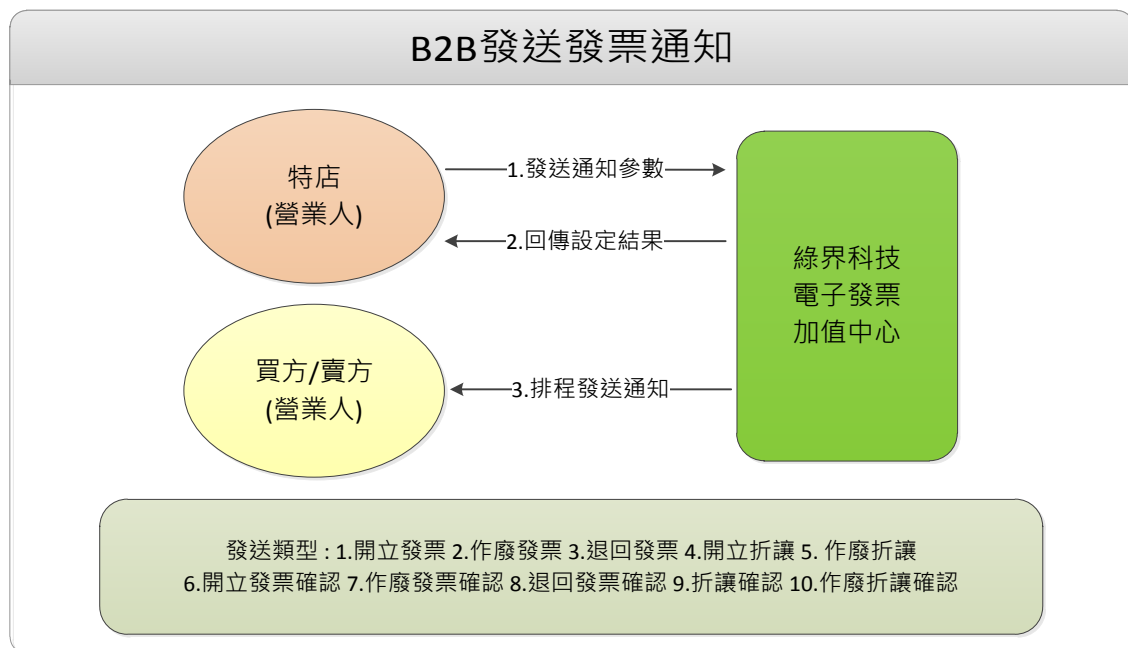 B2B發送發票通知
特店
(營業人)
1.發送通知參數
2.回傳設定結果
綠界科技
電子發票
加值中心
買方/賣方
(營業人)
3.排程發送通知
發送類型 : 1.開立發票 2.作廢發票 3.退回發票 4.開立折讓 5. 作廢折讓
6.開立發票確認 7.作廢發票確認 8.退回發票確認 9.折讓確認 10.作廢折讓確認